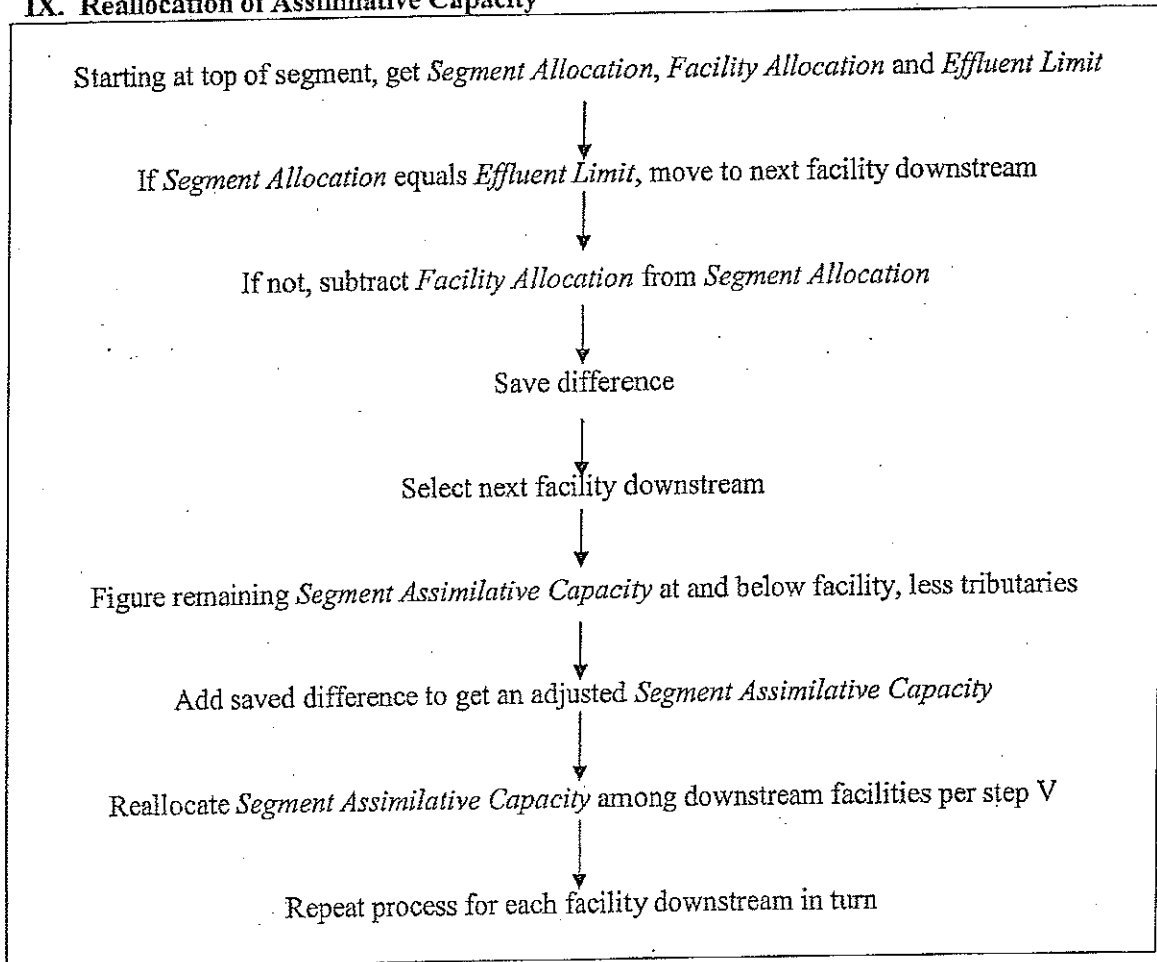 IX. Reallocation of Assimilative Capacity
Starting at top of segment, get Segment Allocation, Facility Allocation and Effluent Limit
If Segment Allocation equals Effluent Limit, move to next facility downstream
If not, subtract Facility Allocation from Segment Allocation
Save difference
Select next facility downstream
Figure remaining Segment Assimilative Capacity at and below facility, less tributaries
Add saved difference to get an adjusted Segment Assimilative Capacity
Reallocate Segment Assimilative Capacity among downstream facilities per step V
Repeat process for each facility downstream in turn